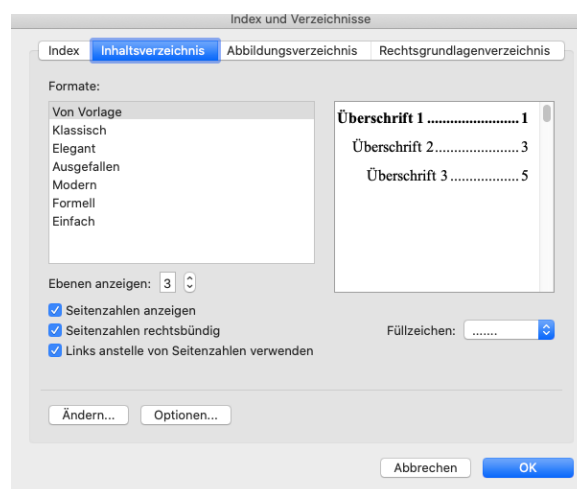 Index und Verzeichnisse
Index Inhaltsverzeichnis Abbildungsverzeichnis Rechtsgrundlagenverzeichnis
Formate:
Von Vorlage
Klassisch
Elegant
Ausgefallen
Modern
Formell
Einfach
Überschrift 1 ....................... 1
Überschrift 2..................... 3
Überschrift 3 ................. 5
Ebenen anzeigen: 3
Seitenzahlen anzeigen
Seitenzahlen rechtsbündig
Links anstelle von Seitenzahlen verwenden
Füllzeichen: .......
Ändern... Optionen...
Abbrechen OK